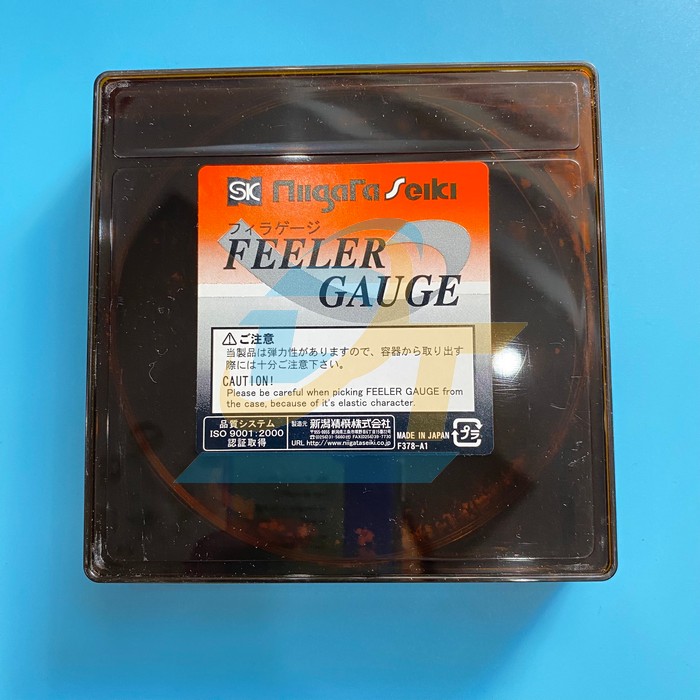 SK Niigata Seiki
フィラゲージ
FEELER
GAUGE
⚠ご注意
当製品は弾力性がありますので、容器から取り出す
際には十分ご注意下さい。
CAUTION!
Please be careful when picking FEELER GAUGE from
the case, because of it's elastic character.
品質システム
ISO 9001:2000
認証取得
製造元 新潟精機株式会社
URL http://www.niigataseiki.co.jp
MADE IN JAPAN
F378-A1
プラ